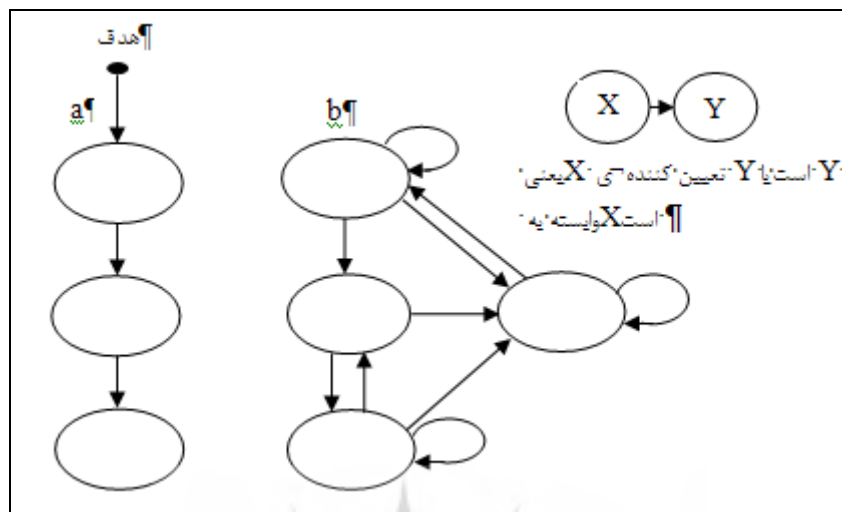 هدف¶
a¶
b¶
X
Y
Y است یا Y تعیین کننده¬ی X یعنی
¶ است X وابسته به